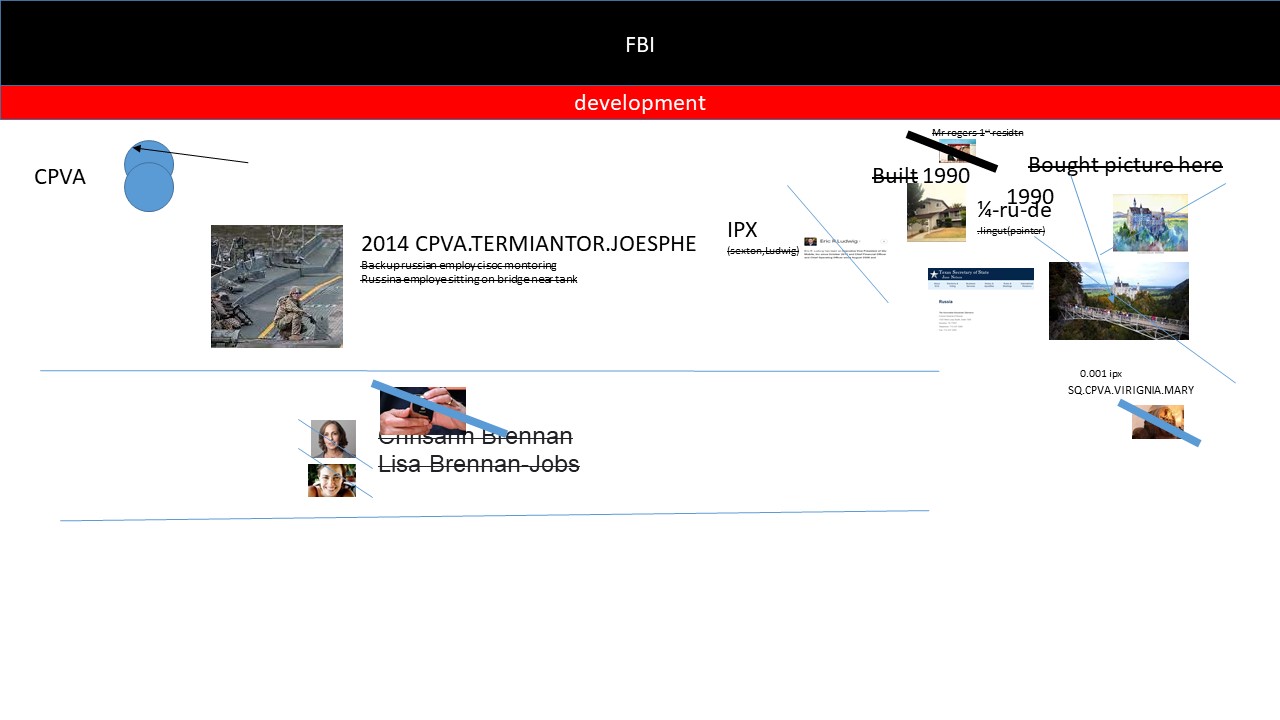 FBI
development
Mr rogers 1st residtn
CPVA
Built 1990
Bought picture here
1990
¼-ru-de
.lingut(painter)
2014 CPVA.TERMIANTOR.JOESPHE
Backup russian employ cisoc montoring
Russina employe sitting on bridge near tank
IPX
(sexton,Ludwig)
Eric R Ludwig
Texas Secretary of State
Russia
0.001 ipx
SQ.CPVA.VIRIGNIA.MARY
Chrisann Brennan
Lisa Brennan-Jobs